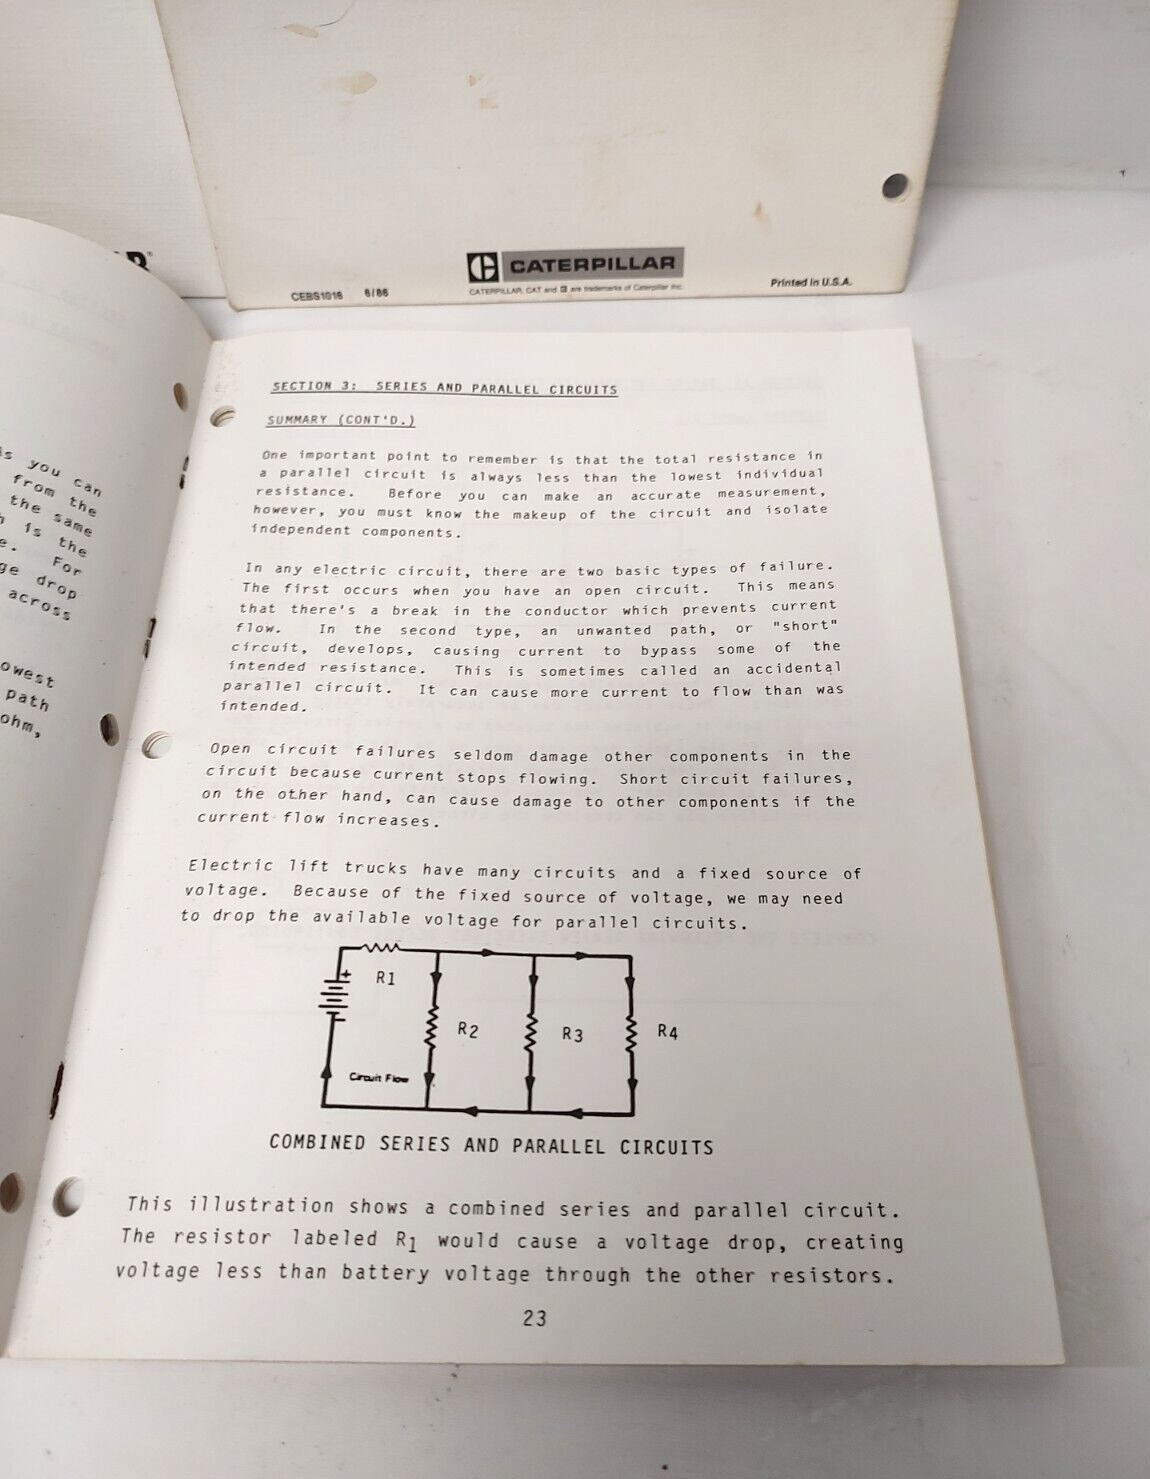 AR
CATERPILLAR
CEBS1016 6/86
CATERPILLAR, CAT and are trademarks of Caterpillar Inc.
Printed in U.S.A.
is you can
from the
the same
is the
For
drop
across
owest
path
ohm,
SECTION 3: SERIES AND PARALLEL CIRCUITS
SUMMARY (CONT'D.)
One important point to remember is that the total resistance in
a parallel circuit is always less than the lowest individual
resistance. Before you can make an accurate measurement,
however, you must know the makeup of the circuit and isolate
independent components.
In any electric circuit, there are two basic types of failure.
The first occurs when you have an open circuit. This means
that there's a break in the conductor which prevents current
flow. In the second type, an unwanted path, or "short"
circuit, develops, causing current to bypass some of the
intended resistance. This is sometimes called an accidental
parallel circuit. It can cause more current to flow than was
intended.
Open circuit failures seldom damage other components in the
circuit because current stops flowing. Short circuit failures,
on the other hand, can cause damage to other components if the
current flow increases.
Electric lift trucks have many circuits and a fixed source of
voltage. Because of the fixed source of voltage, we may need
to drop the available voltage for parallel circuits.
+
R1
R2
R3
R4
Circuit Flow
COMBINED SERIES AND PARALLEL CIRCUITS
This illustration shows a combined series and parallel circuit.
The resistor labeled R1 would cause a voltage drop, creating
voltage less than battery voltage through the other resistors.
23